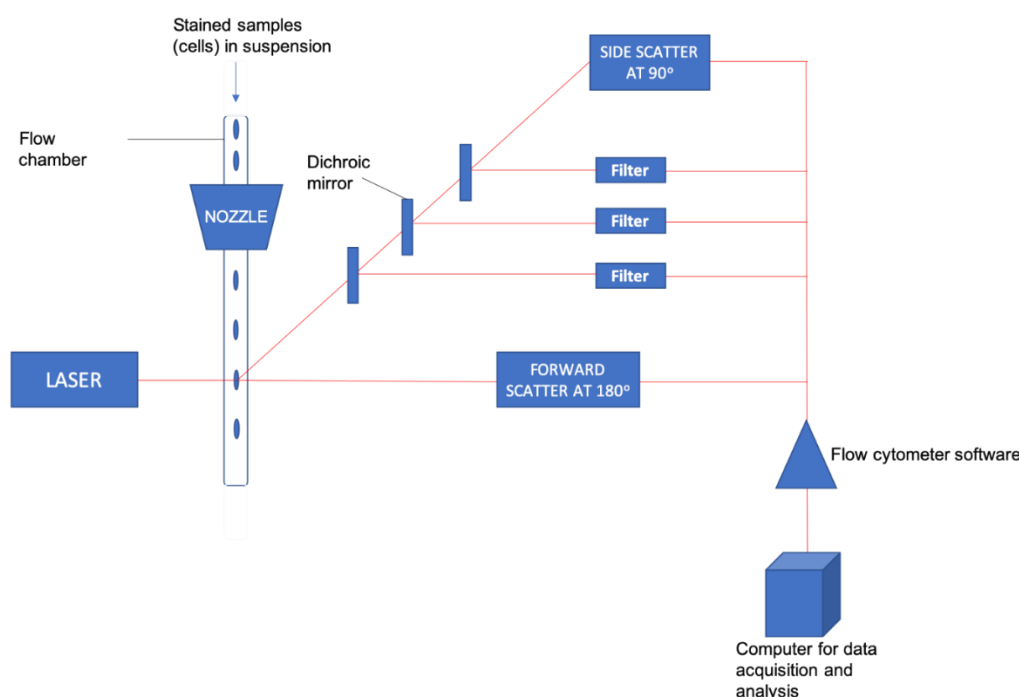 Stained samples
(cells) in suspension
SIDE SCATTER
AT 90°
Flow
chamber
Dichroic
mirror
Filter
NOZZLE
Filter
Filter
LASER
FORWARD
SCATTER AT 180°
Flow cytometer software
Computer for data
acquisition and
analysis